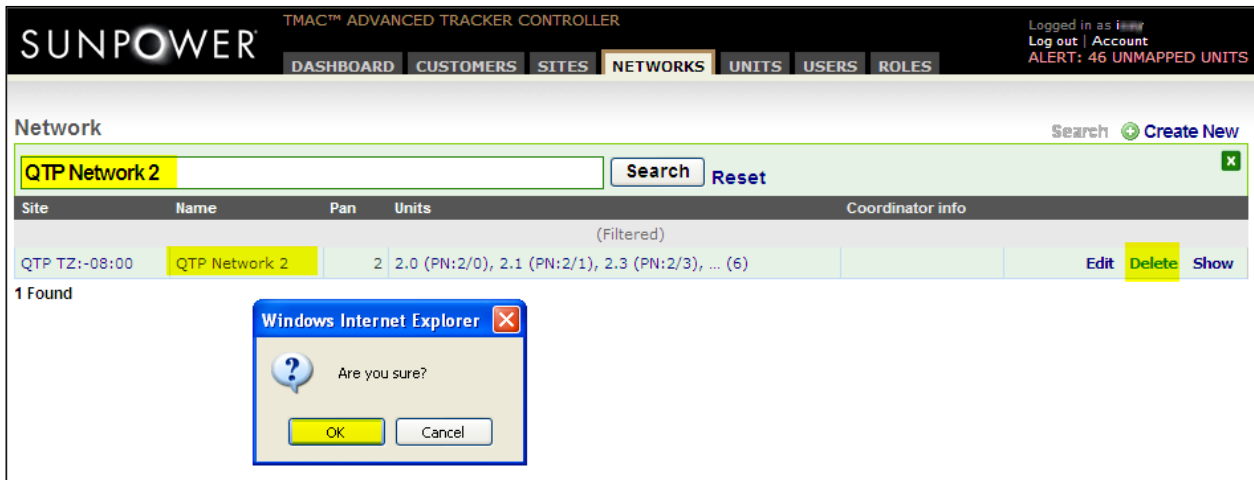 SUNPOWER
TMAC™ ADVANCED TRACKER CONTROLLER
DASHBOARD CUSTOMERS SITES NETWORKS UNITS USERS ROLES
Logged in as
Log out | Account
ALERT: 46 UNMAPPED UNITS
Network
Search Create New
QTP Network 2 Search Reset x
Site Name Pan Units Coordinator info
(Filtered)
QTP TZ:-08:00 QTP Network 2 2 2.0 (PN:2/0), 2.1 (PN:2/1), 2.3 (PN:2/3), ... (6) Edit Delete Show
1 Found
Windows Internet Explorer
Are you sure?
OK Cancel